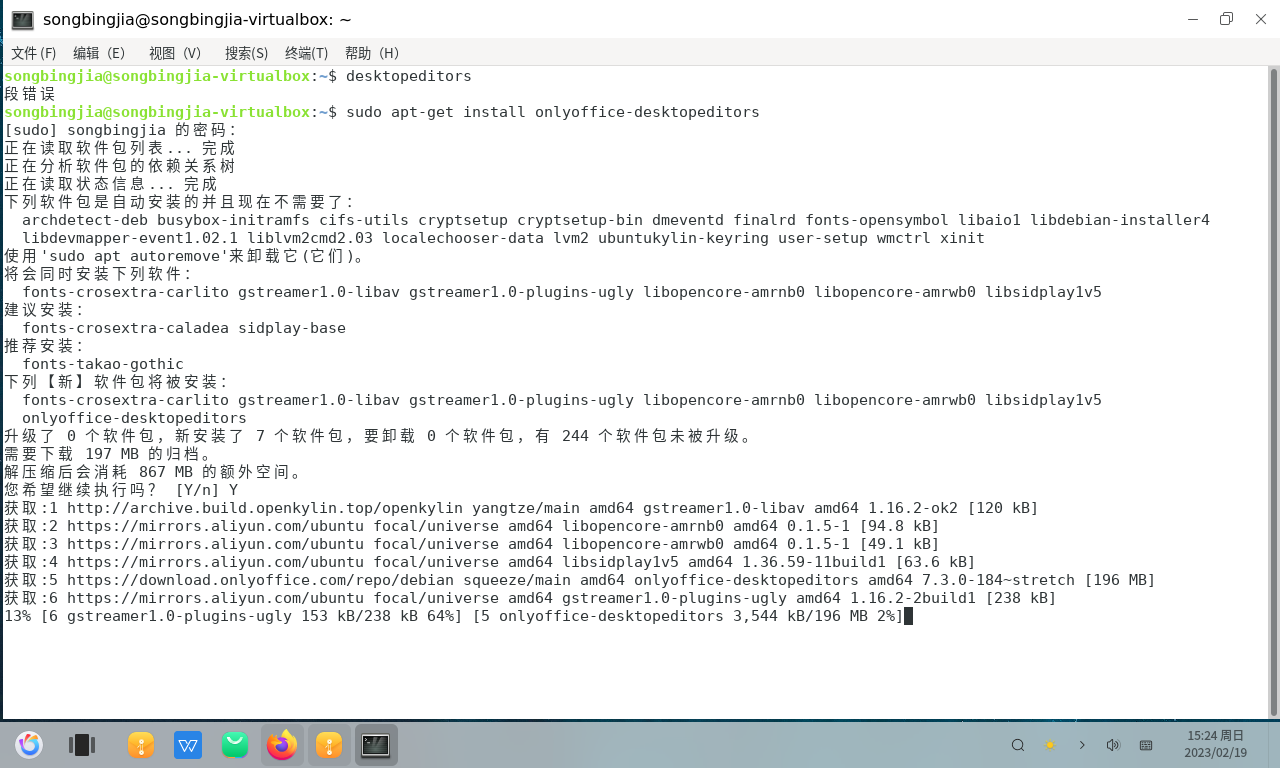 songbingjia@songbingjia-virtualbox: ~
文件 (F) 编辑（E） 视图（V） 搜索(S) 终端(T) 帮助（H）
songbingjia@songbingjia-virtualbox:~$ desktopeditors
段错误
songbingjia@songbingjia-virtualbox:~$ sudo apt-get install onlyoffice-desktopeditors
[sudo] songbingjia 的密码：
正在读取软件包列表... 完成
正在分析软件包的依赖关系树
正在读取状态信息... 完成
下列软件包是自动安装的并且现在不需要了：
archdetect-deb busybox-initramfs cifs-utils cryptsetup cryptsetup-bin dmeventd finalrd fonts-opensymbol libaio1 libdebian-installer4
libdevmapper-event1.02.1 liblvm2cmd2.03 localechooser-data lvm2 ubuntukylin-keyring user-setup wmctrl xinit
使用'sudo apt autoremove'来卸载它(它们)。
将会同时安装下列软件：
fonts-crosextra-carlito gstreamer1.0-libav gstreamer1.0-plugins-ugly libopencore-amrnb0 libopencore-amrwb0 libsidplay1v5
建议安装：
fonts-crosextra-caladea sidplay-base
推荐安装：
fonts-takao-gothic
下列【新】软件包将被安装：
fonts-crosextra-carlito gstreamer1.0-libav gstreamer1.0-plugins-ugly libopencore-amrnb0 libopencore-amrwb0 libsidplay1v5
onlyoffice-desktopeditors
升级了 0 个软件包，新安装了 7 个软件包，要卸载 0 个软件包，有 244 个软件包未被升级。
需要下载 197 MB 的归档。
解压缩后会消耗 867 MB 的额外空间。
您希望继续执行吗？ [Y/n] Y
获取:1 http://archive.build.openkylin.top/openkylin yangtze/main amd64 gstreamer1.0-libav amd64 1.16.2-ok2 [120 kB]
获取:2 https://mirrors.aliyun.com/ubuntu focal/universe amd64 libopencore-amrnb0 amd64 0.1.5-1 [94.8 kB]
获取:3 https://mirrors.aliyun.com/ubuntu focal/universe amd64 libopencore-amrwb0 amd64 0.1.5-1 [49.1 kB]
获取:4 https://mirrors.aliyun.com/ubuntu focal/universe amd64 libsidplay1v5 amd64 1.36.59-11build1 [63.6 kB]
获取:5 https://download.onlyoffice.com/repo/debian squeeze/main amd64 onlyoffice-desktopeditors amd64 7.3.0-184~stretch [196 MB]
获取:6 https://mirrors.aliyun.com/ubuntu focal/universe amd64 gstreamer1.0-plugins-ugly amd64 1.16.2-2build1 [238 kB]
13% [6 gstreamer1.0-plugins-ugly 153 kB/238 kB 64%] [5 onlyoffice-desktopeditors 3,544 kB/196 MB 2%]
15:24 周日
2023/02/19